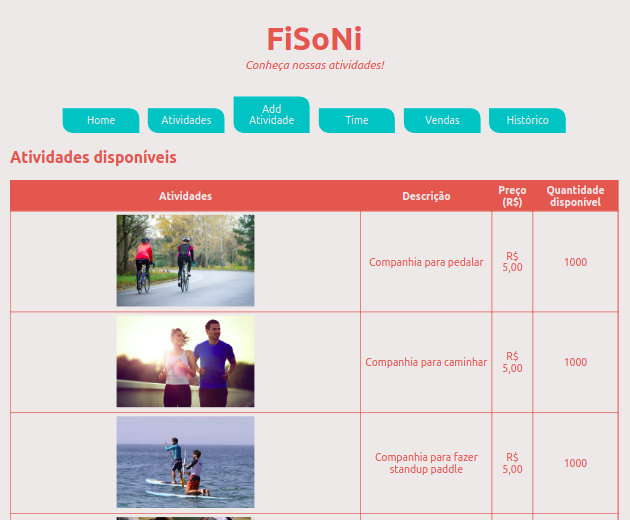 FiSoNi
Conheça nossas atividades!
Home
Atividades
Add
Atividade
Time
Vendas
Histórico
Atividades disponíveis
Atividades
Descrição
Preço
(R$)
Quantidade
disponível
Companhia para pedalar
R$
5,00
1000
Companhia para caminhar
R$
5,00
1000
Companhia para fazer
standup paddle
R$
5,00
1000